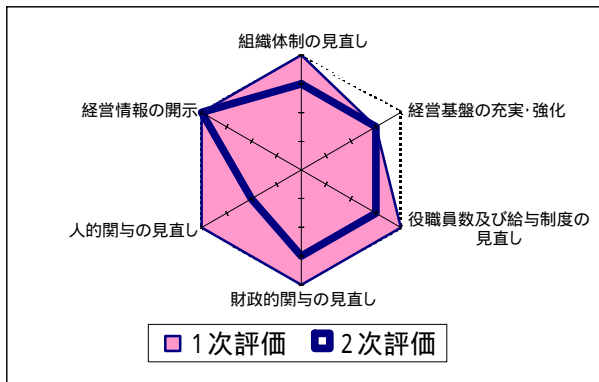 組織体制の見直し
経営情報の開示
経営基盤の充実・強化
人的関与の見直し
役職員数及び給与制度の
見直し
財政的関与の見直し
1次評価 2次評価